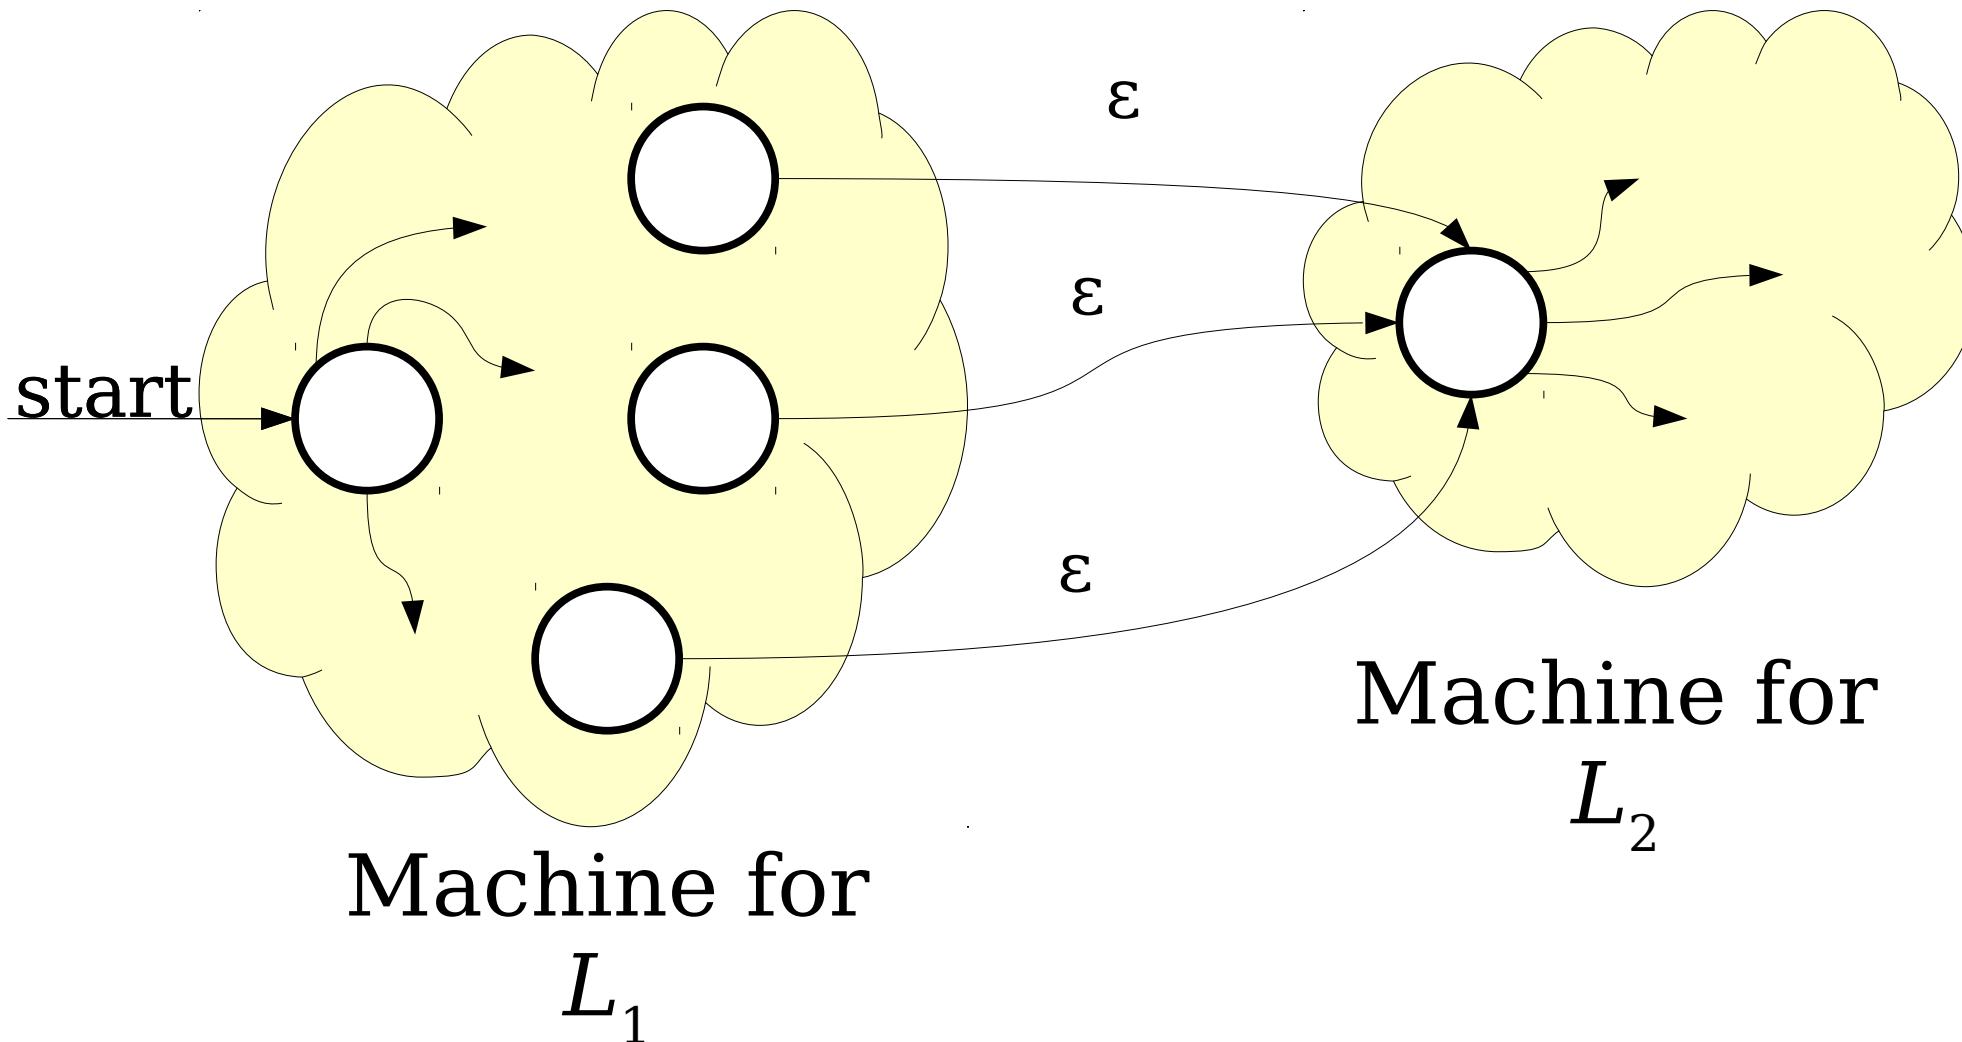 start
ε
ε
ε
Machine for
L₁
Machine for
L₂